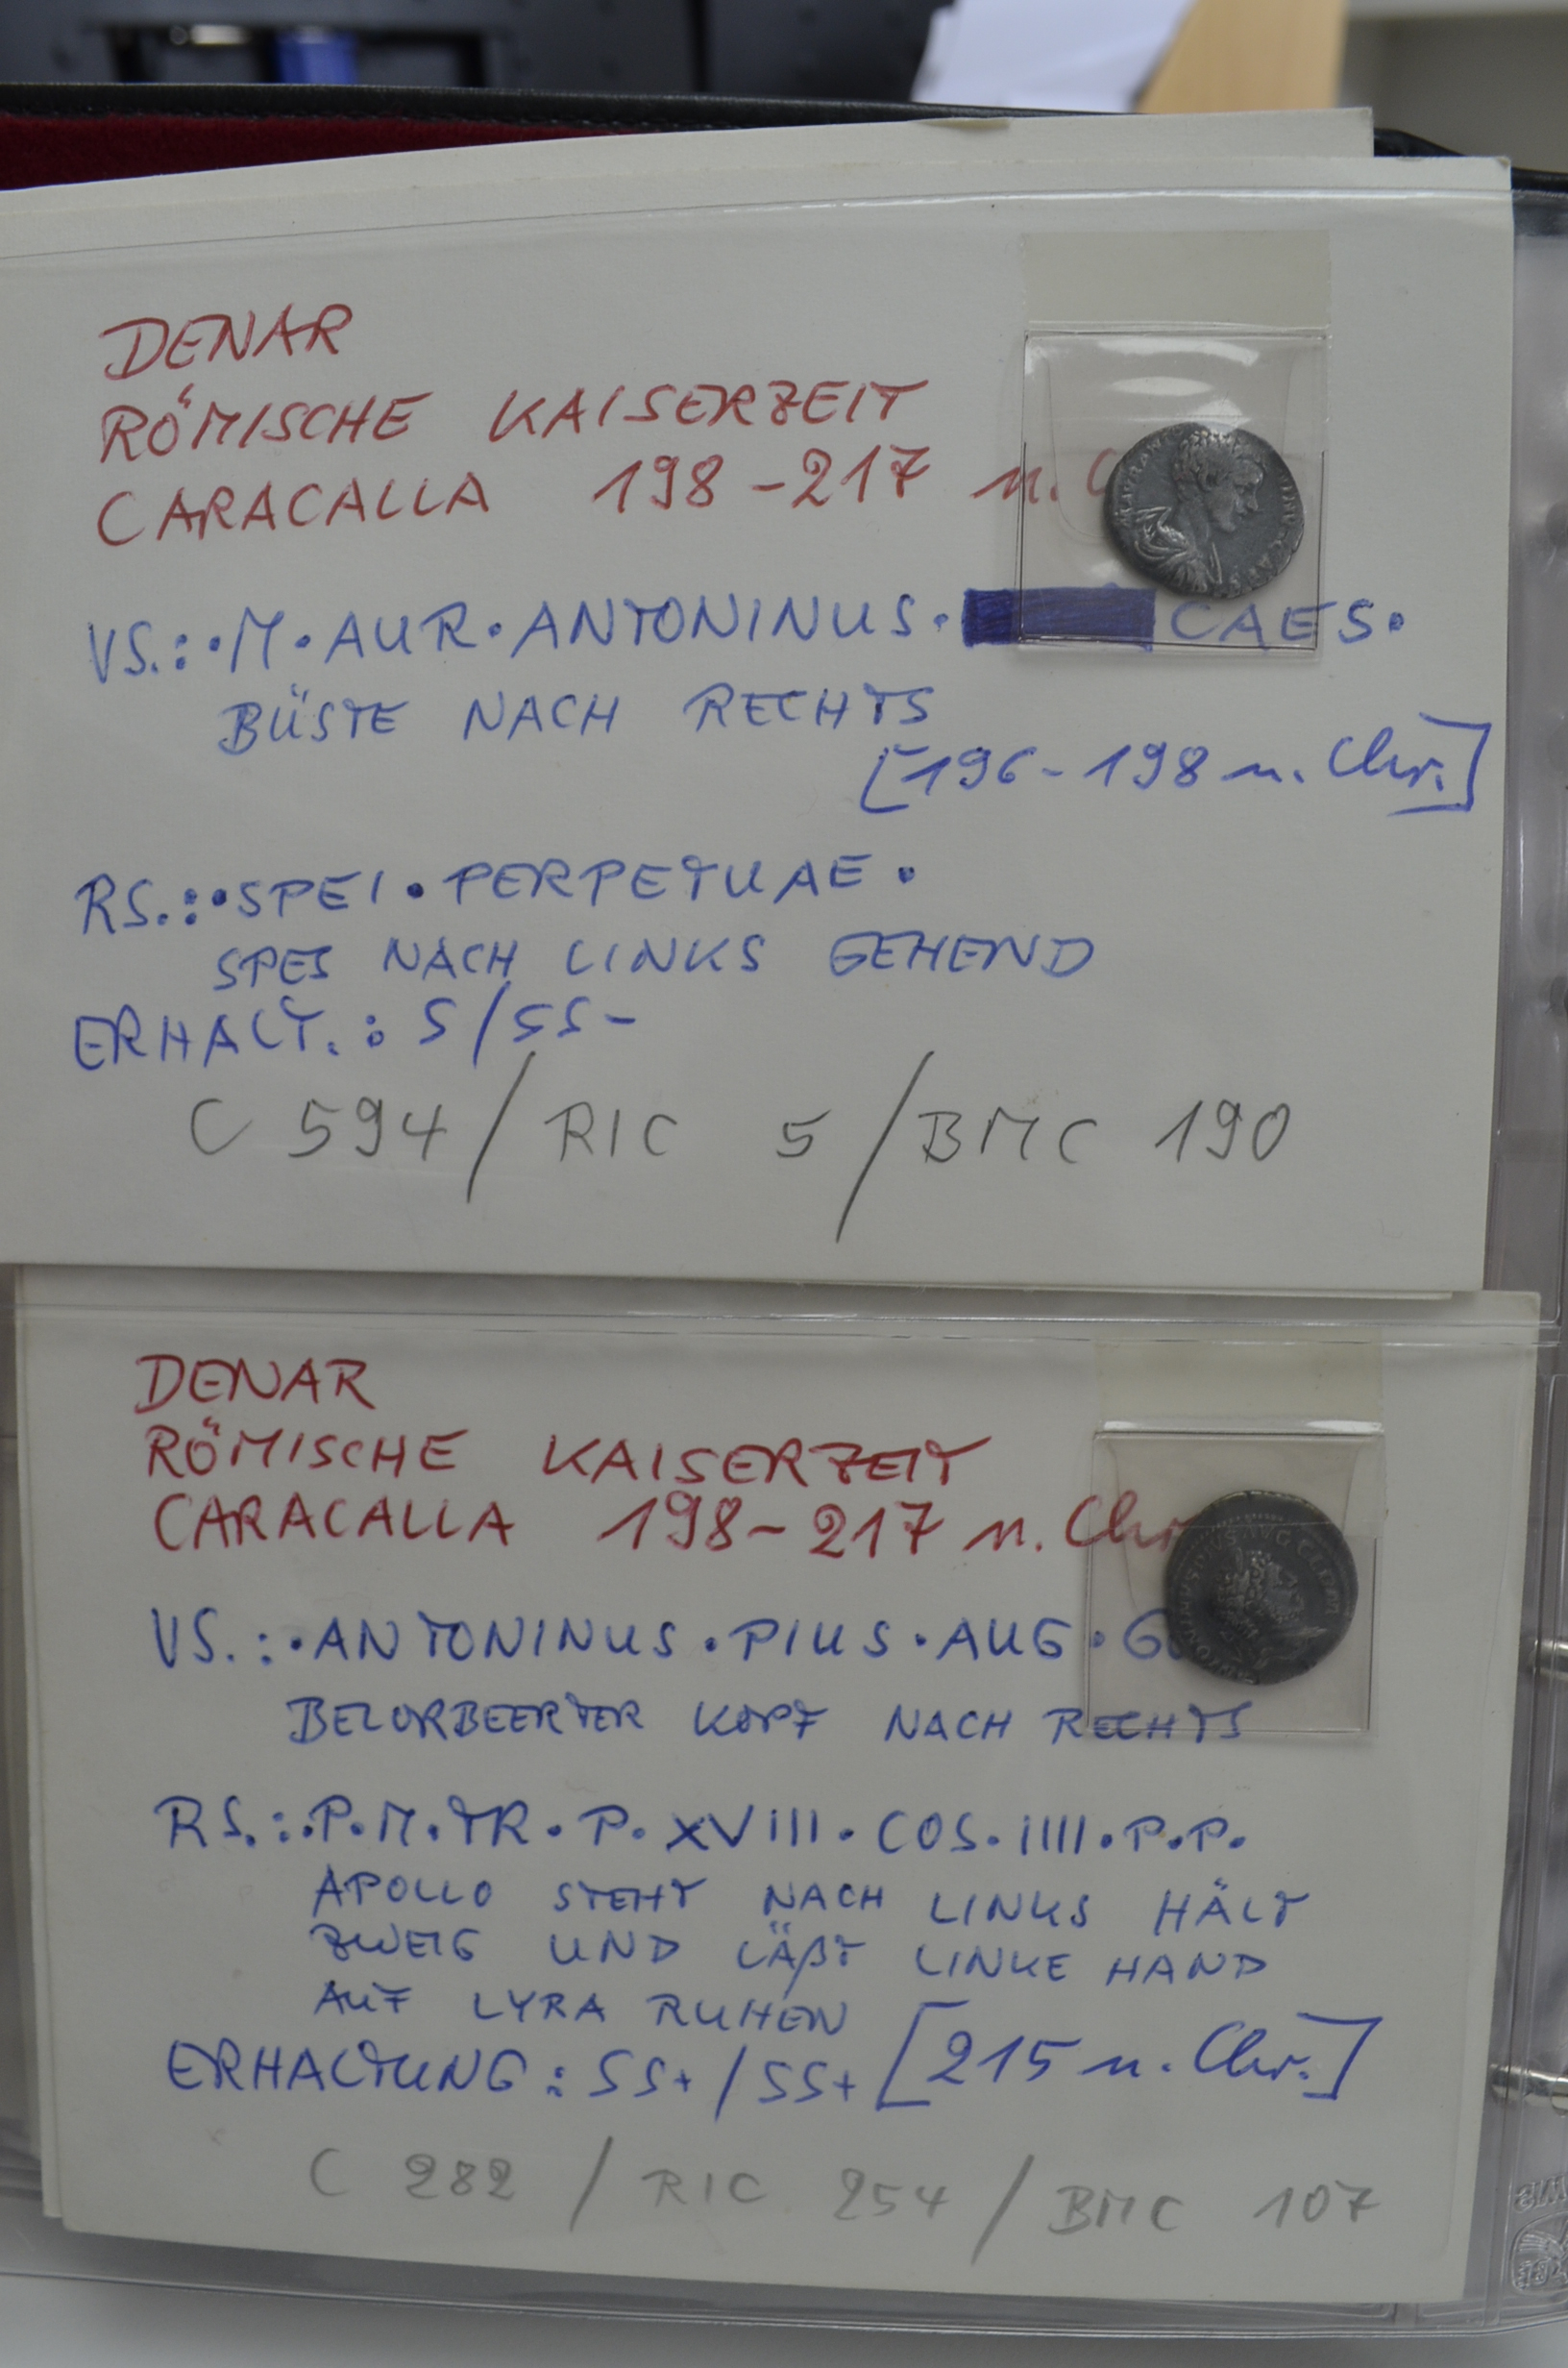 DENAR
RÖMISCHE KAISERZEIT
CARACALLA 198-217 n. C
VS.: ·M·AUR·ANTONINUS· CAES·
BÜSTE NACH RECHTS
[196-198 n. Chr.]
RS.: ·SPEI·PERPETUAE·
SPES NACH LINKS GEHEND
ERHALT.: S/SS-
C 594 / RIC 5 / BMC 190
DENAR
RÖMISCHE KAISERZEIT
CARACALLA 198-217 n. Chr
VS.: ·ANTONINUS·PIUS·AUG·G
BELORBEERTER KOPF NACH RECHTS
RS.: ·P·M·TR·P·XVIII·COS·IIII·P·P·
APOLLO STEHT NACH LINKS HÄLT
ZWEIG UND LÄßT LINKE HAND
AUF LYRA RUHEN
ERHALTUNG: SS+/SS+ [215 n. Chr.]
C 282 / RIC 254 / BMC 107